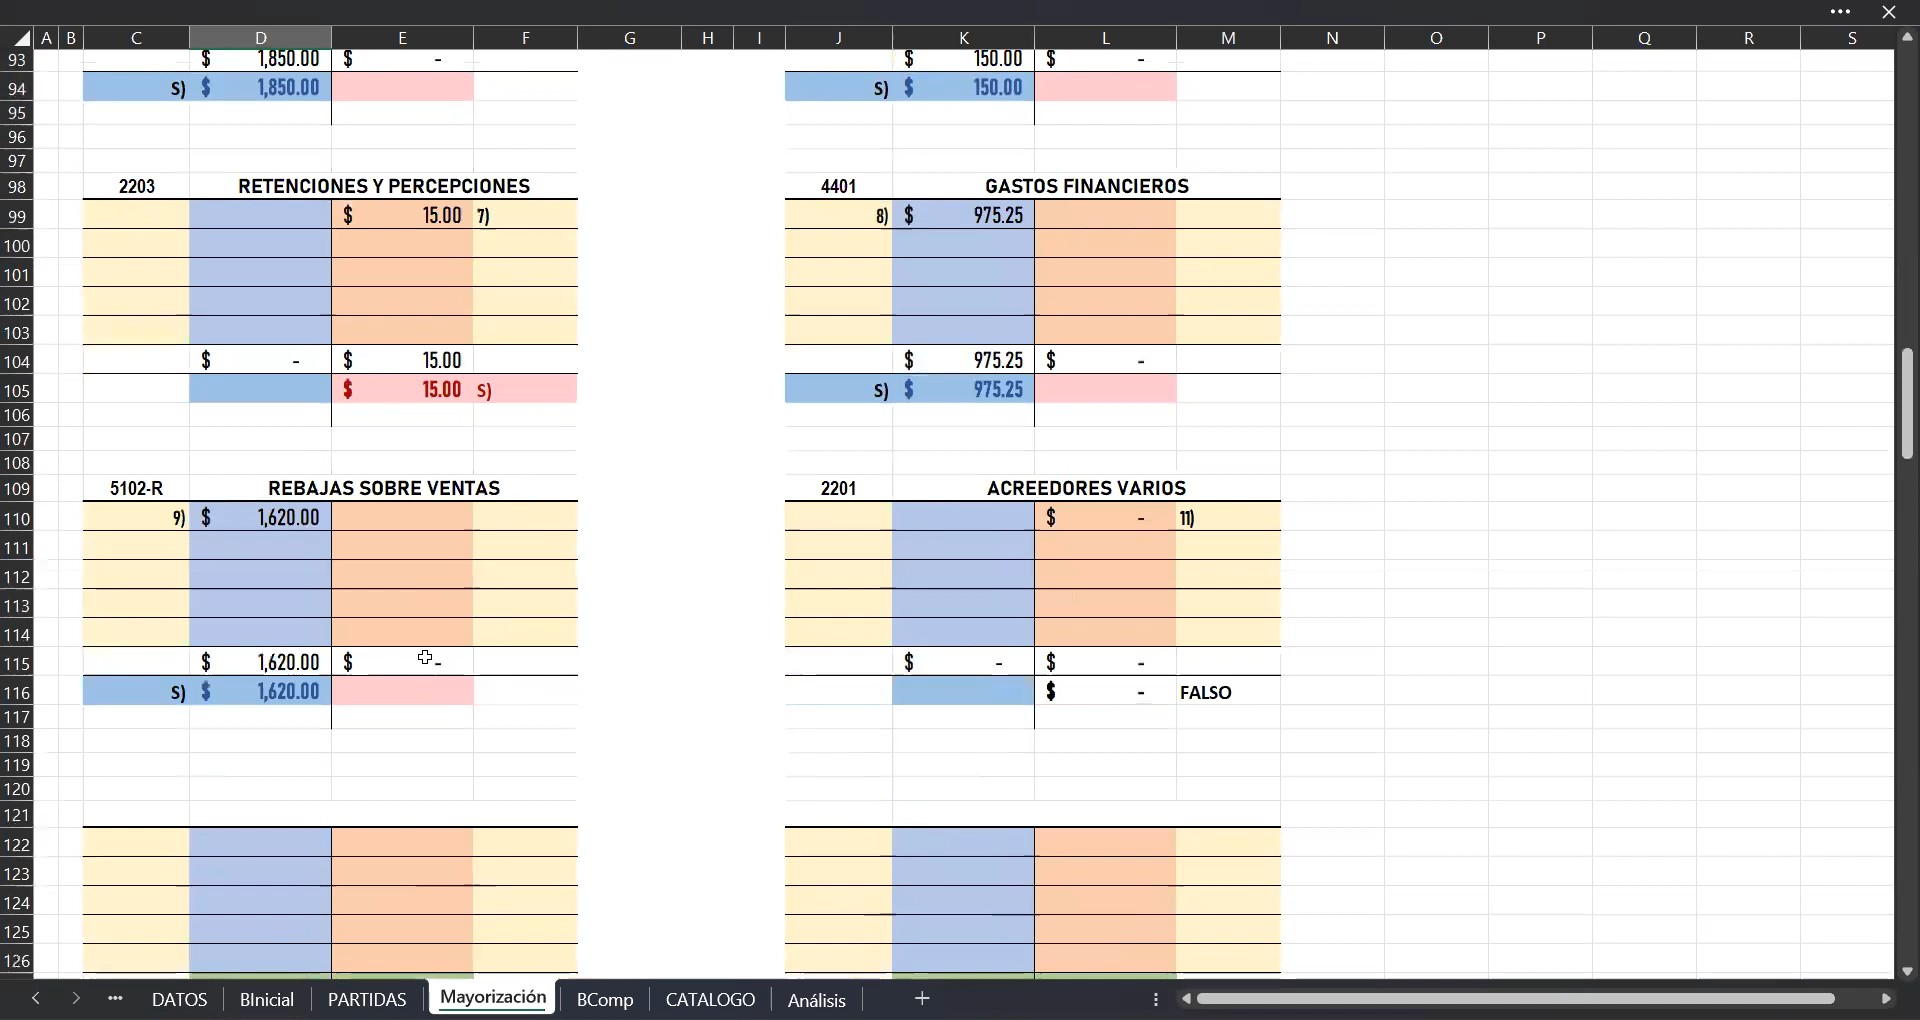 A B C D E F G H I J K L M N O P Q R S
93 $ 1,850.00 $ - $ 150.00 $ -
94 S) $ 1,850.00 S) $ 150.00
95
96
97
98 2203 RETENCIONES Y PERCEPCIONES 4401 GASTOS FINANCIEROS
99 $ 15.00 7) 8) $ 975.25
100
101
102
103
104 $ - $ 15.00 $ 975.25 $ -
105 $ 15.00 S) S) $ 975.25
106
107
108
109 5102-R REBAJAS SOBRE VENTAS 2201 ACREEDORES VARIOS
110 9) $ 1,620.00 $ - 11)
111
112
113
114
115 $ 1,620.00 $ - $ - $ -
116 S) $ 1,620.00 $ - FALSO
117
118
119
120
121
122
123
124
125
126
DATOS BInicial PARTIDAS Mayorización BComp CATALOGO Análisis